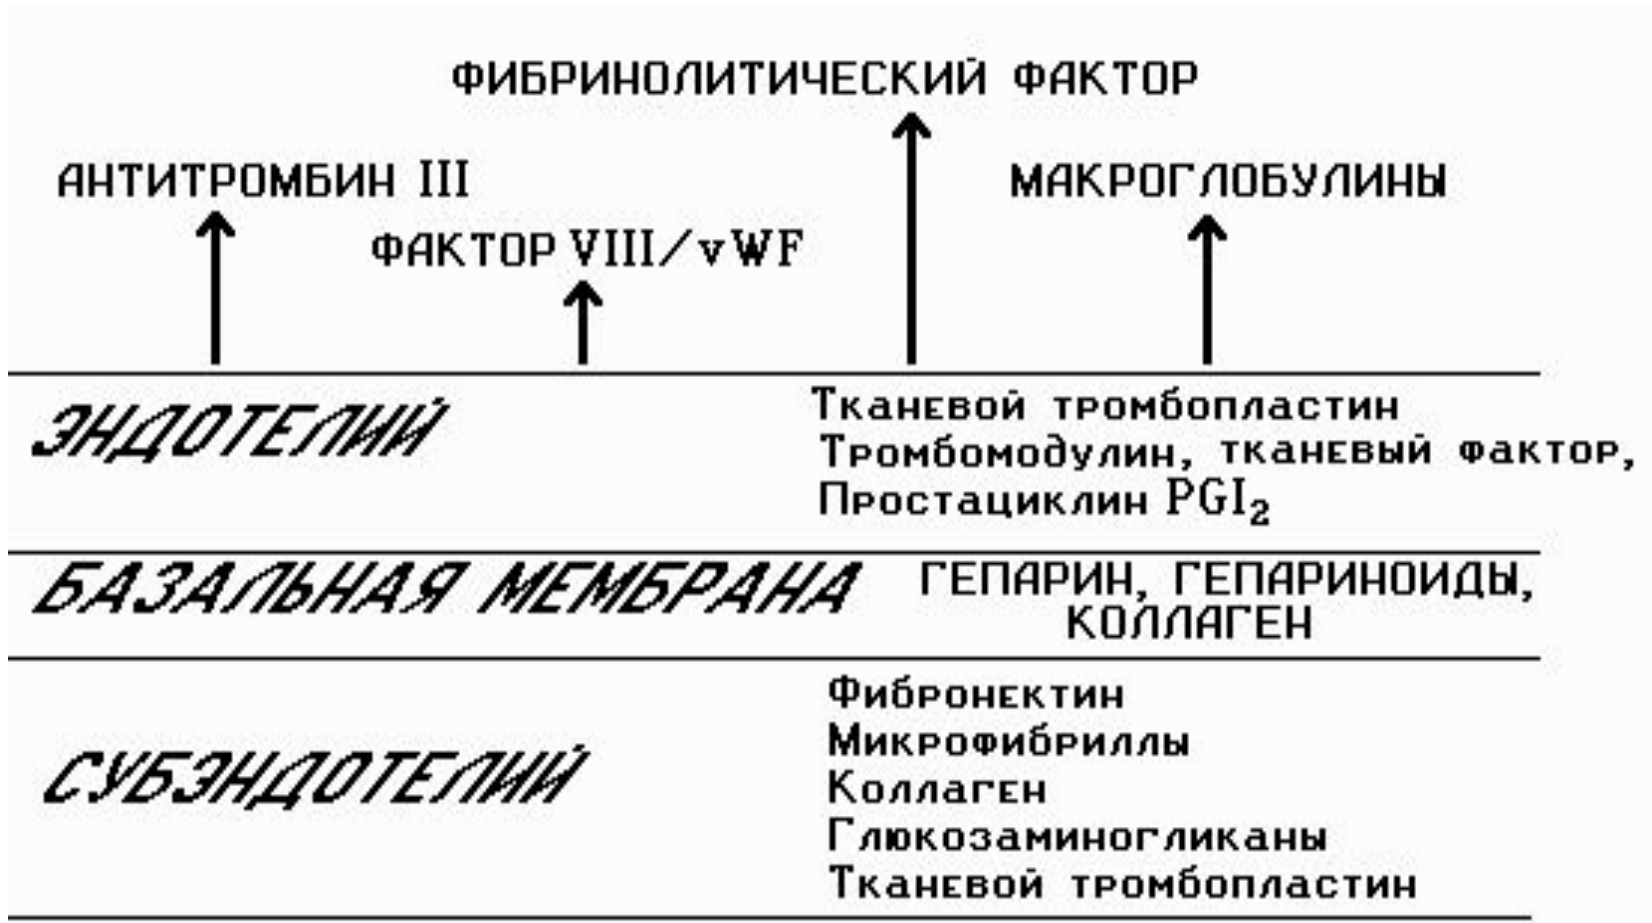 ФИБРИНОЛИТИЧЕСКИЙ ФАКТОР
АНТИТРОМБИН III
МАКРОГЛОБУЛИНЫ
ФАКТОР VIII/vWF
ЭНДОТЕЛИЙ
Тканевой тромбопластин
Тромбомодулин, тканевый фактор,
Простациклин PGI₂
БАЗАЛЬНАЯ МЕМБРАНА
ГЕПАРИН, ГЕПАРИНОИДЫ,
КОЛЛАГЕН
СУБЭНДОТЕЛИЙ
Фибронектин
Микрофибриллы
Коллаген
Глюкозаминогликаны
Тканевой тромбопластин